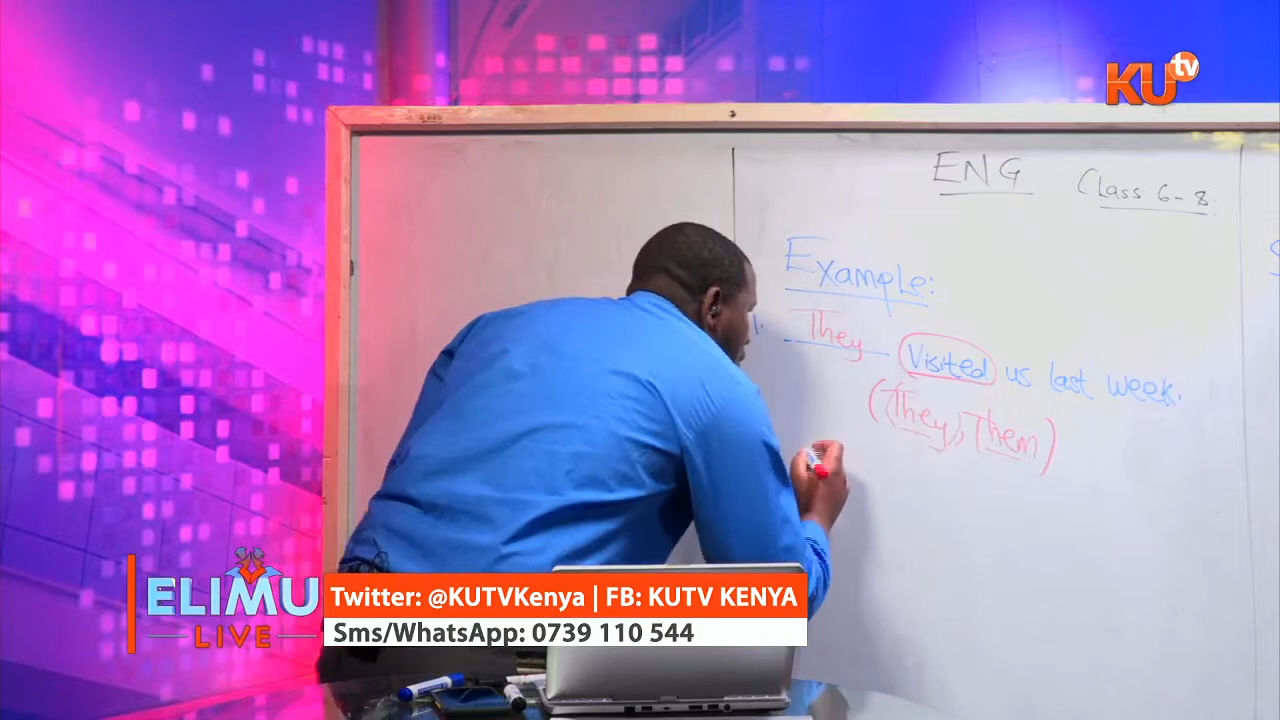 KU tv
ENG Class 6-8.
Example:
1. They Visited us last week.
(They, Them)
ELIMU
LIVE
Twitter: @KUTVKenya | FB: KUTV KENYA
Sms/WhatsApp: 0739 110 544